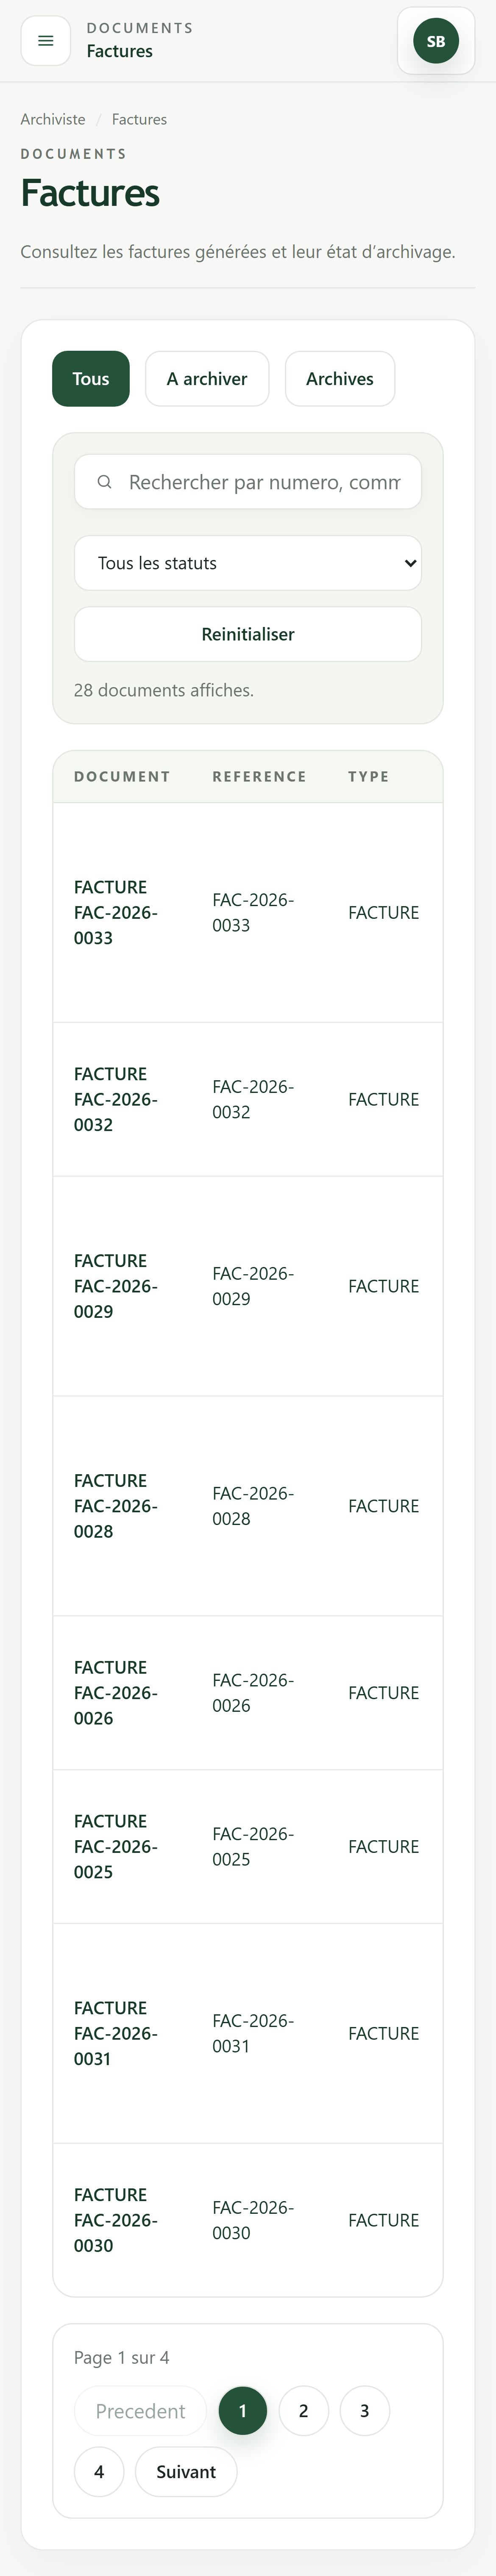 DOCUMENTS
Factures
SB
Archiviste / Factures
DOCUMENTS
Factures
Consultez les factures générées et leur état d’archivage.
Tous
A archiver
Archives
Rechercher par numero, comm
Tous les statuts
Reinitialiser
28 documents affiches.
DOCUMENT REFERENCE TYPE
FACTURE
FAC-2026-
0033
FAC-2026-
0033
FACTURE
FACTURE
FAC-2026-
0032
FAC-2026-
0032
FACTURE
FACTURE
FAC-2026-
0029
FAC-2026-
0029
FACTURE
FACTURE
FAC-2026-
0028
FAC-2026-
0028
FACTURE
FACTURE
FAC-2026-
0026
FAC-2026-
0026
FACTURE
FACTURE
FAC-2026-
0025
FAC-2026-
0025
FACTURE
FACTURE
FAC-2026-
0031
FAC-2026-
0031
FACTURE
FACTURE
FAC-2026-
0030
FAC-2026-
0030
FACTURE
Page 1 sur 4
Precedent 1 2 3
4 Suivant